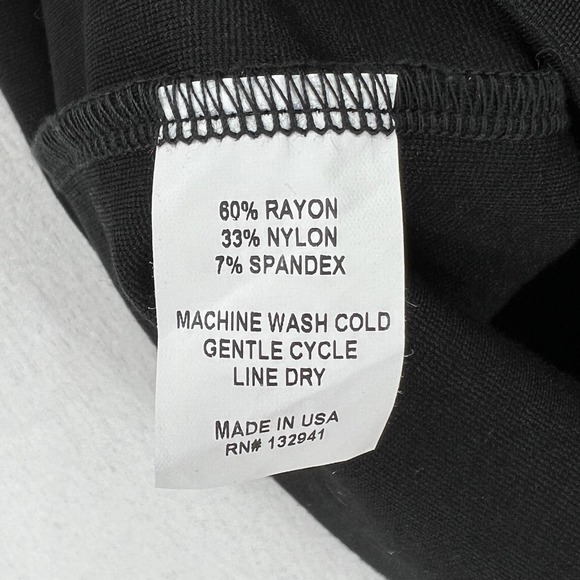 60% RAYON
33% NYLON
7% SPANDEX
MACHINE WASH COLD
GENTLE CYCLE
LINE DRY
MADE IN USA
RN# 132941